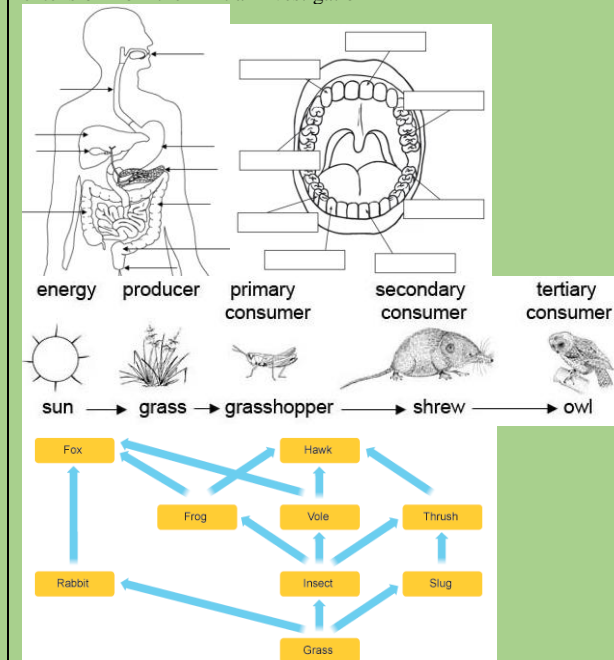 energy producer primary consumer secondary consumer tertiary consumer
sun grass grasshopper shrew owl
Fox Hawk
Frog Vole Thrush
Rabbit Insect Slug
Grass